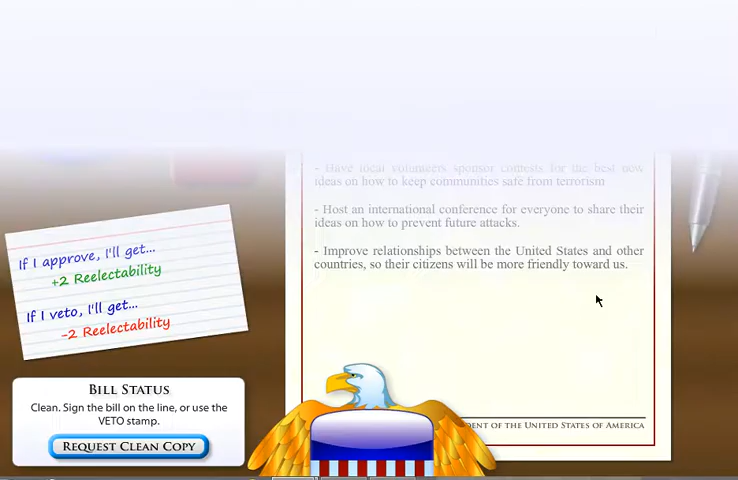 - Have local volunteers sponsor contests for the best new
ideas on how to keep communities safe from terrorism
- Host an international conference for everyone to share their
ideas on how to prevent future attacks.
- Improve relationships between the United States and other
countries, so their citizens will be more friendly toward us.
If I approve, I'll get...
+2 Reelectability
If I veto, I'll get...
-2 Reelectability
BILL STATUS
Clean. Sign the bill on the line, or use the
VETO stamp.
REQUEST CLEAN COPY
OF THE UNITED STATES OF AMERICA